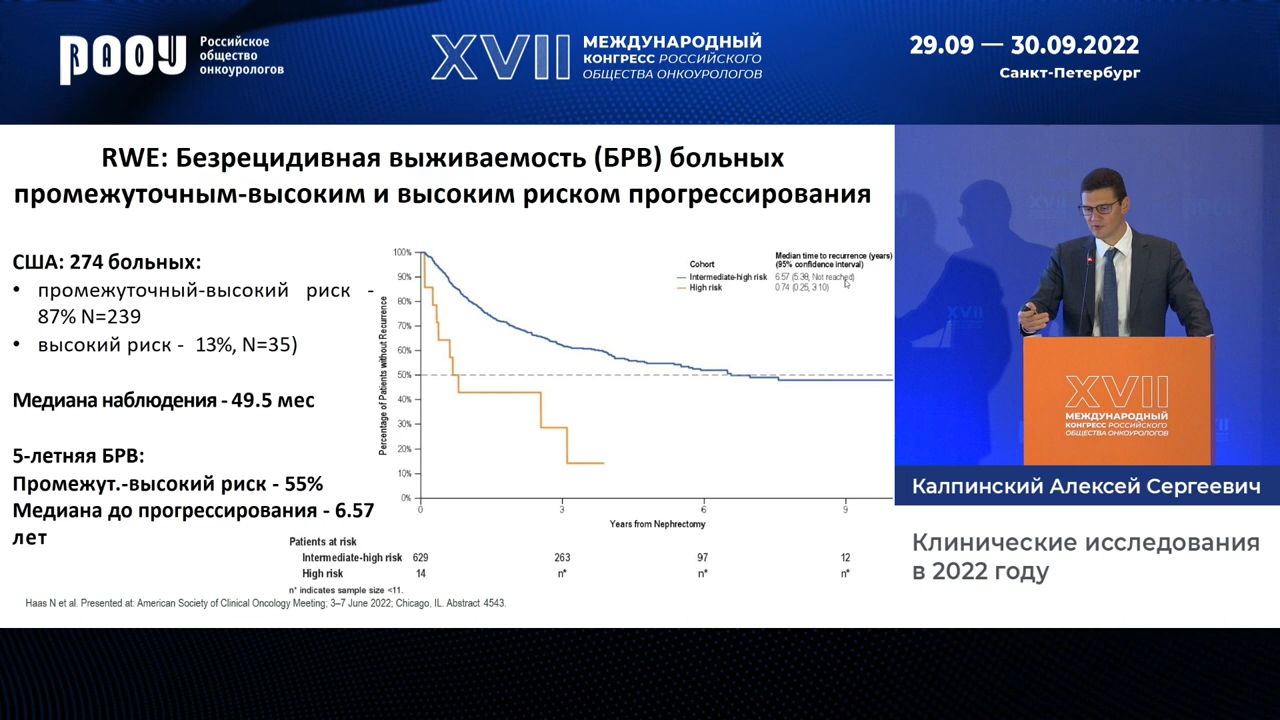 РАОУ
Российское
общество
онкоурологов
XVII
МЕЖДУНАРОДНЫЙ
КОНГРЕСС РОССИЙСКОГО
ОБЩЕСТВА ОНКОУРОЛОГОВ
29.09 — 30.09.2022
Санкт-Петербург
RWE: Безрецидивная выживаемость (БРВ) больных
промежуточным-высоким и высоким риском прогрессирования
США: 274 больных:
• промежуточный-высокий риск -
87% N=239
• высокий риск - 13%, N=35)
Медиана наблюдения - 49.5 мес
5-летняя БРВ:
Промежут.-высокий риск - 55%
Медиана до прогрессирования - 6.57
лет
Percentage of Patients without Recurrence
100%
90%
80%
70%
60%
50%
40%
30%
20%
10%
0%
0 3 6 9
Years from Nephrectomy
Median time to recurrence (years)
Cohort (95% confidence interval)
Intermediate-high risk 6.57 (5.38, Not reached)
High risk 0.74 (0.25, 3.10)
Patients at risk
Intermediate-high risk 629 263 97 12
High risk 14 n* n* n*
n* indicates sample size <11.
Haas N et al. Presented at: American Society of Clinical Oncology Meeting; 3–7 June 2022; Chicago, IL. Abstract 4543.
XVII
МЕЖДУНАРОДНЫЙ
КОНГРЕСС РОССИЙСКОГО
ОБЩЕСТВА ОНКОУРОЛОГОВ
Калпинский Алексей Сергеевич
Клинические исследования
в 2022 году